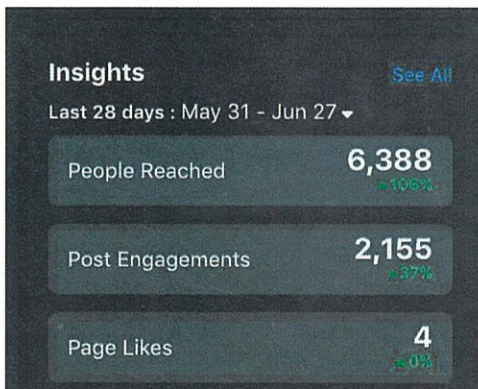 Insights See All
Last 28 days : May 31 - Jun 27
People Reached 6,388
106%
Post Engagements 2,155
37%
Page Likes 4
0%